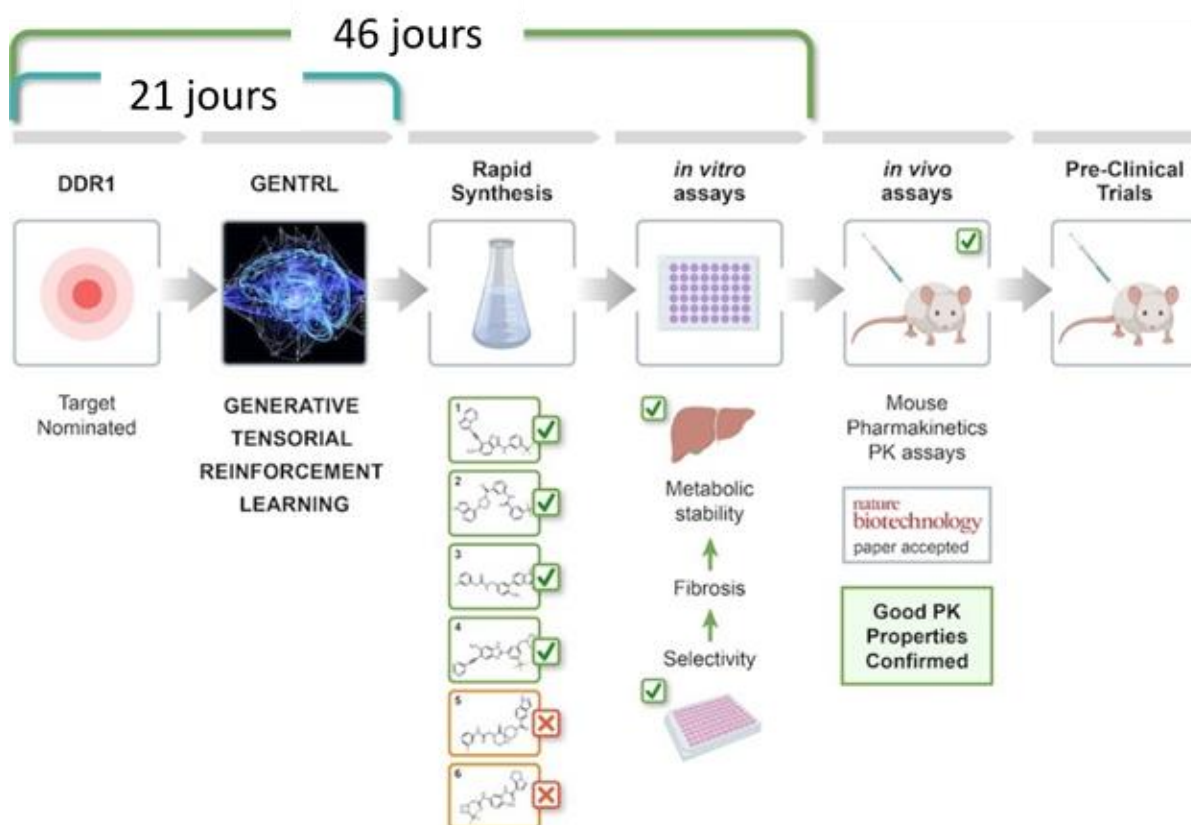 46 jours
21 jours
DDR1
GENTRL
Rapid
Synthesis
in vitro
assays
in vivo
assays
Pre-Clinical
Trials
Target
Nominated
GENERATIVE
TENSORIAL
REINFORCEMENT
LEARNING
1
2
3
4
5
6
Metabolic
stability
Fibrosis
Selectivity
Mouse
Pharmakinetics
PK assays
nature
biotechnology
paper accepted
Good PK
Properties
Confirmed